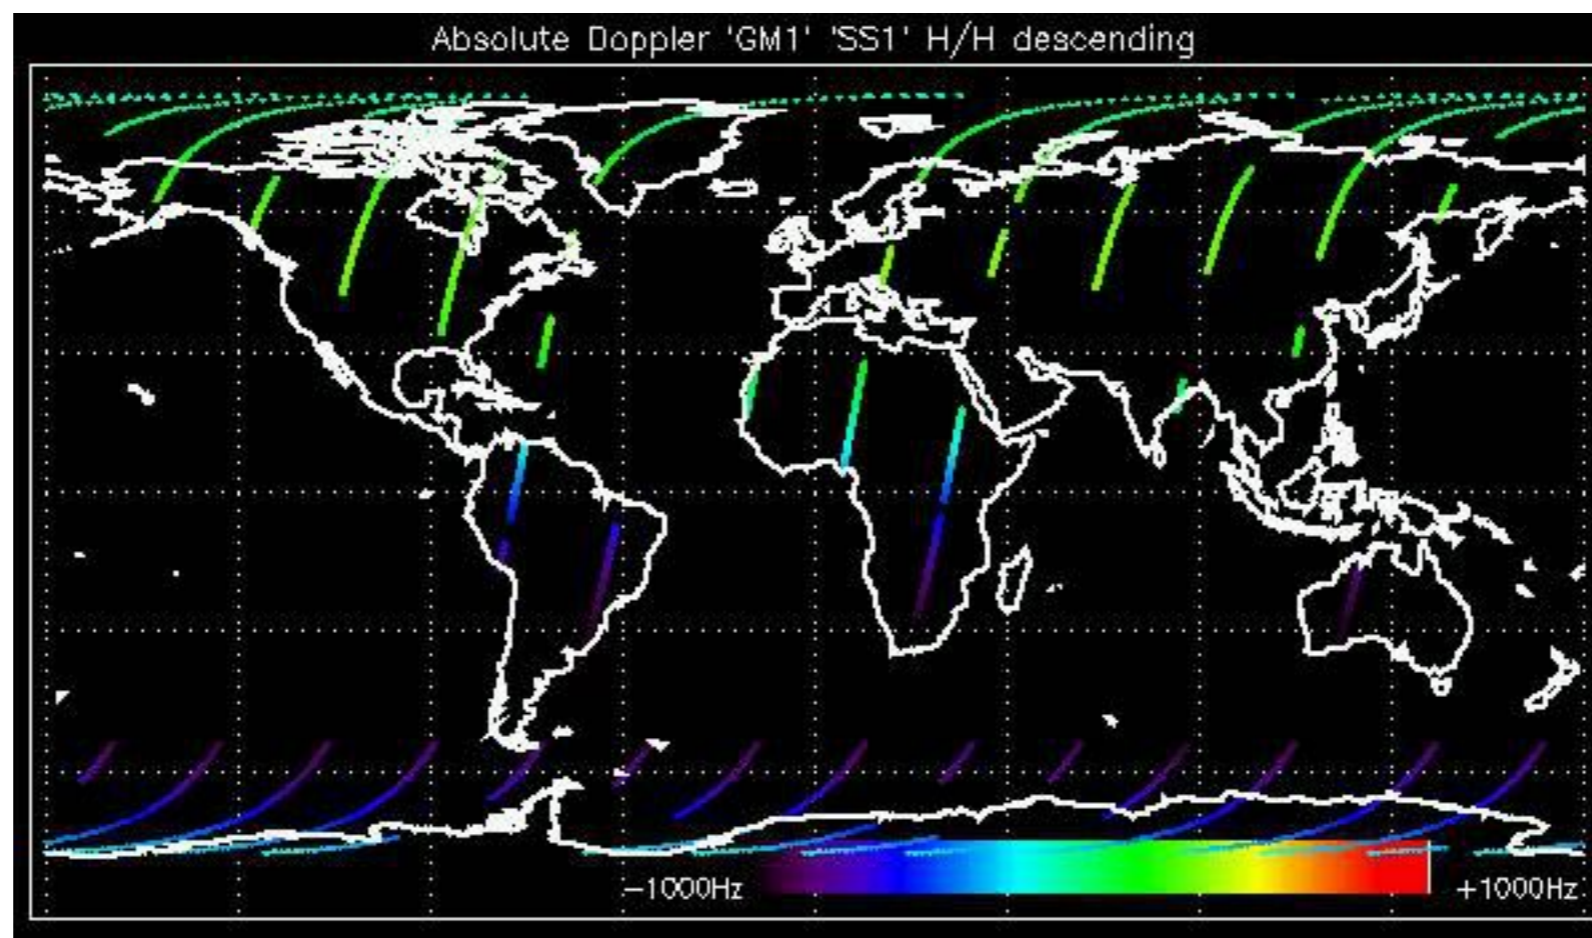 Absolute Doppler 'GM1' 'SS1' H/H descending
−1000Hz
+1000Hz